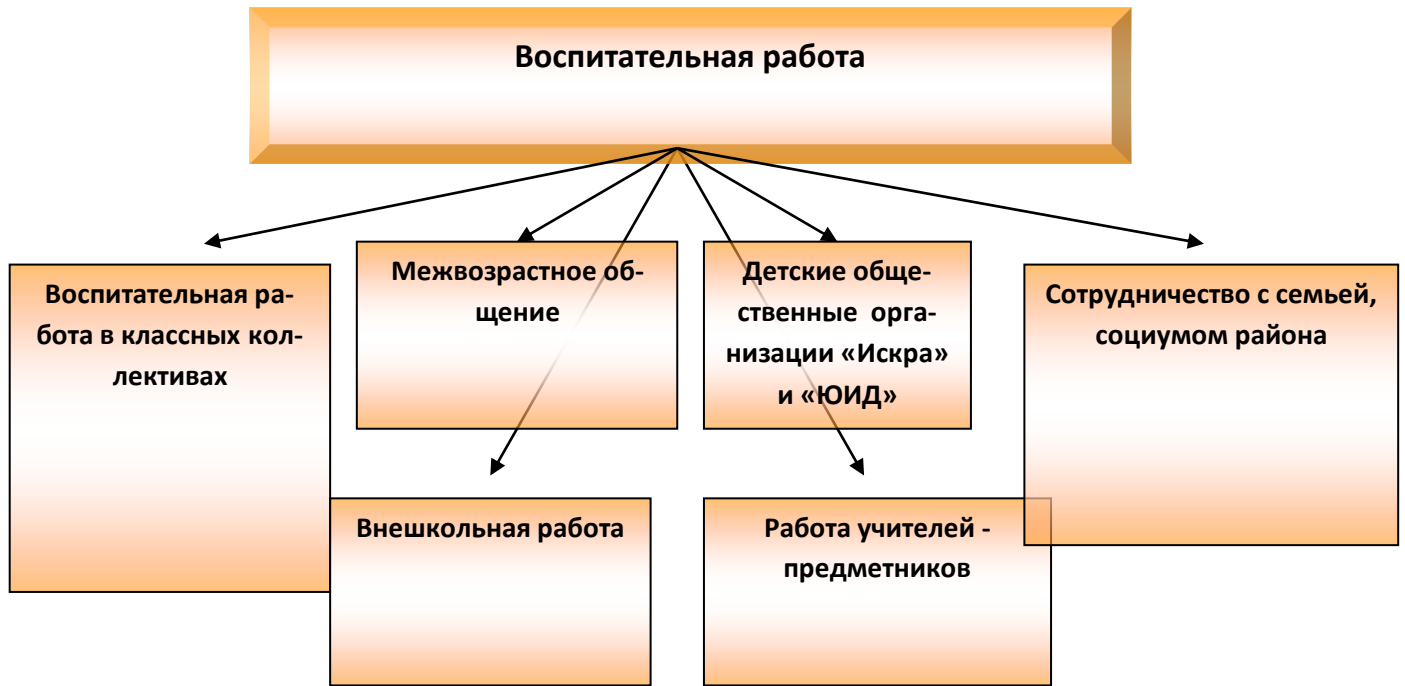 Воспитательная работа
Воспитательная ра-
бота в классных кол-
лективах
Межвозрастное об-
щение
Детские обще-
ственные орга-
низации «Искра»
и «ЮИД»
Сотрудничество с семьей,
социумом района
Внешкольная работа
Работа учителей -
предметников